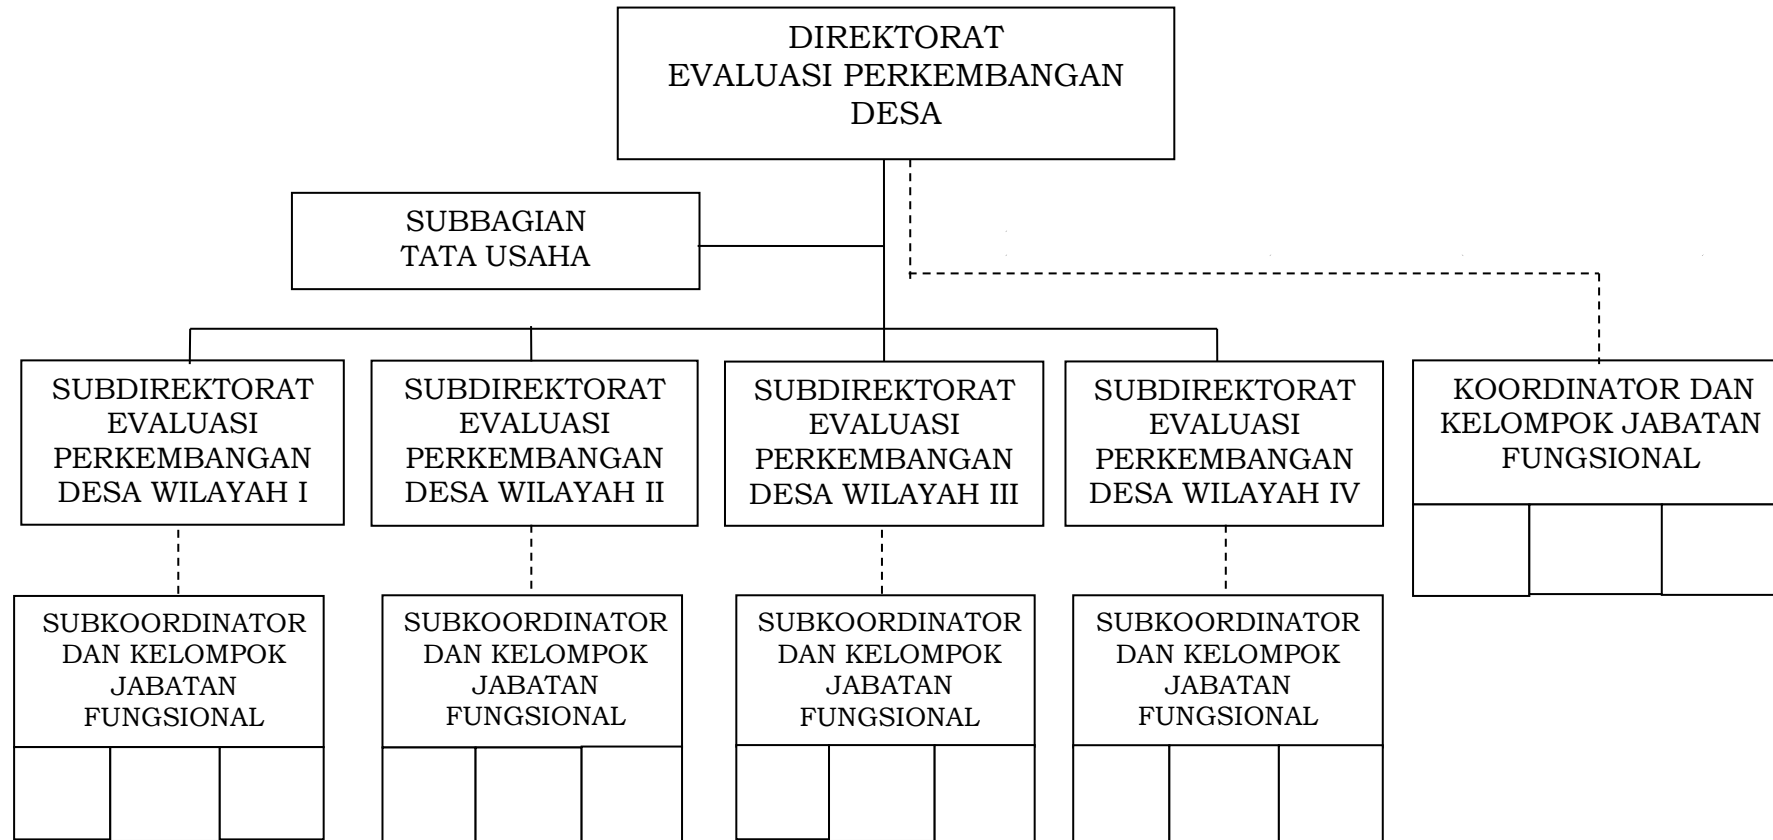 DIREKTORAT
EVALUASI PERKEMBANGAN
DESA
SUBBAGIAN
TATA USAHA
SUBDIREKTORAT
EVALUASI
PERKEMBANGAN
DESA WILAYAH I
SUBDIREKTORAT
EVALUASI
PERKEMBANGAN
DESA WILAYAH II
SUBDIREKTORAT
EVALUASI
PERKEMBANGAN
DESA WILAYAH III
SUBDIREKTORAT
EVALUASI
PERKEMBANGAN
DESA WILAYAH IV
KOORDINATOR DAN
KELOMPOK JABATAN
FUNGSIONAL
SUBKOORDINATOR
DAN KELOMPOK
JABATAN
FUNGSIONAL
SUBKOORDINATOR
DAN KELOMPOK
JABATAN
FUNGSIONAL
SUBKOORDINATOR
DAN KELOMPOK
JABATAN
FUNGSIONAL
SUBKOORDINATOR
DAN KELOMPOK
JABATAN
FUNGSIONAL